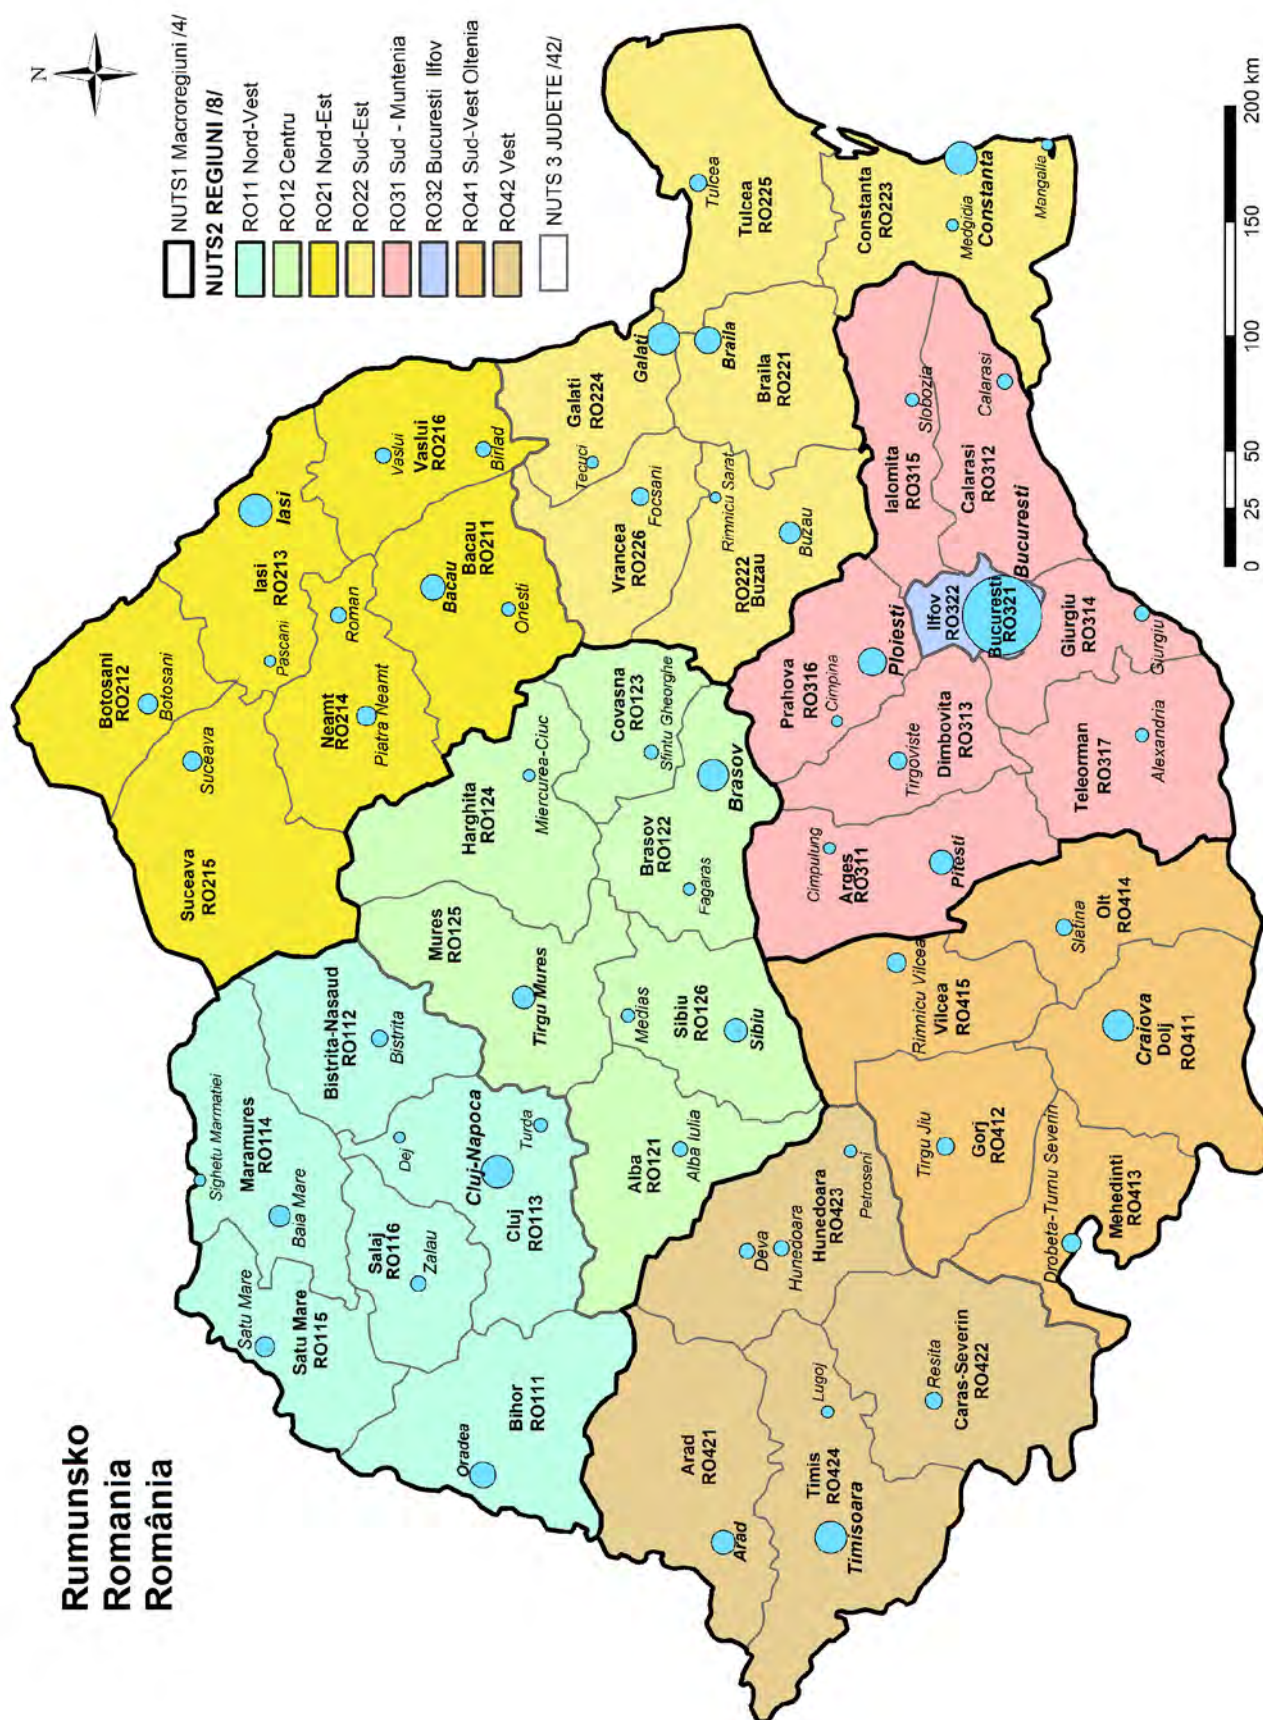 Rumunsko
Romania
România
N
NUTS1 Macroregiuni /4/
NUTS2 REGIUNI /8/
RO11 Nord-Vest
RO12 Centru
RO21 Nord-Est
RO22 Sud-Est
RO31 Sud - Muntenia
RO32 Bucuresti Ilfov
RO41 Sud-Vest Oltenia
RO42 Vest
NUTS 3 JUDETE /42/
Botosani
RO212
Botosani
Suceava
Suceava
RO215
Iasi
Iasi
RO213
Pascani
Roman
Neamt
RO214
Piatra Neamt
Vaslui
Vaslui
RO216
Birlad
Bacau
Bacau
RO211
Onesti
Sighetu Marmatiei
Maramures
RO114
Baia Mare
Satu Mare
Satu Mare
RO115
Bistrita-Nasaud
RO112
Bistrita
Salaj
RO116
Zalau
Dej
Cluj-Napoca
Turda
Cluj
RO113
Oradea
Bihor
RO111
Harghita
RO124
Miercurea-Ciuc
Mures
RO125
Tirgu Mures
Covasna
RO123
Sfintu Gheorghe
Brasov
Brasov
RO122
Fagaras
Medias
Sibiu
RO126
Sibiu
Alba
RO121
Alba Iulia
Galati
Galati
RO224
Tecuci
Focsani
Vrancea
RO226
Rimnicu Sarat
RO222
Buzau
Buzau
Braila
Braila
RO221
Tulcea
Tulcea
RO225
Constanta
RO223
Medgidia
Constanta
Mangalia
Arad
RO421
Arad
Timis
RO424
Timisoara
Lugoj
Deva
Hunedoara
Hunedoara
RO423
Petroseni
Resita
Caras-Severin
RO422
Prahova
RO316
Cimpina
Ploiesti
Tirgoviste
Dimbovita
RO313
Cimpulung
Arges
RO311
Pitesti
Ialomita
RO315
Slobozia
Calarasi
RO312
Calarasi
Ilfov
RO322
Bucuresti
RO321
Bucuresti
Giurgiu
RO314
Giurgiu
Teleorman
RO317
Alexandria
Rimnicu Vilcea
Vilcea
RO415
Slatina
Olt
RO414
Craiova
Dolj
RO411
Tirgu Jiu
Gorj
RO412
Drobeta-Turnu Severin
Mehedinti
RO413
0 25 50 100 150 200 km